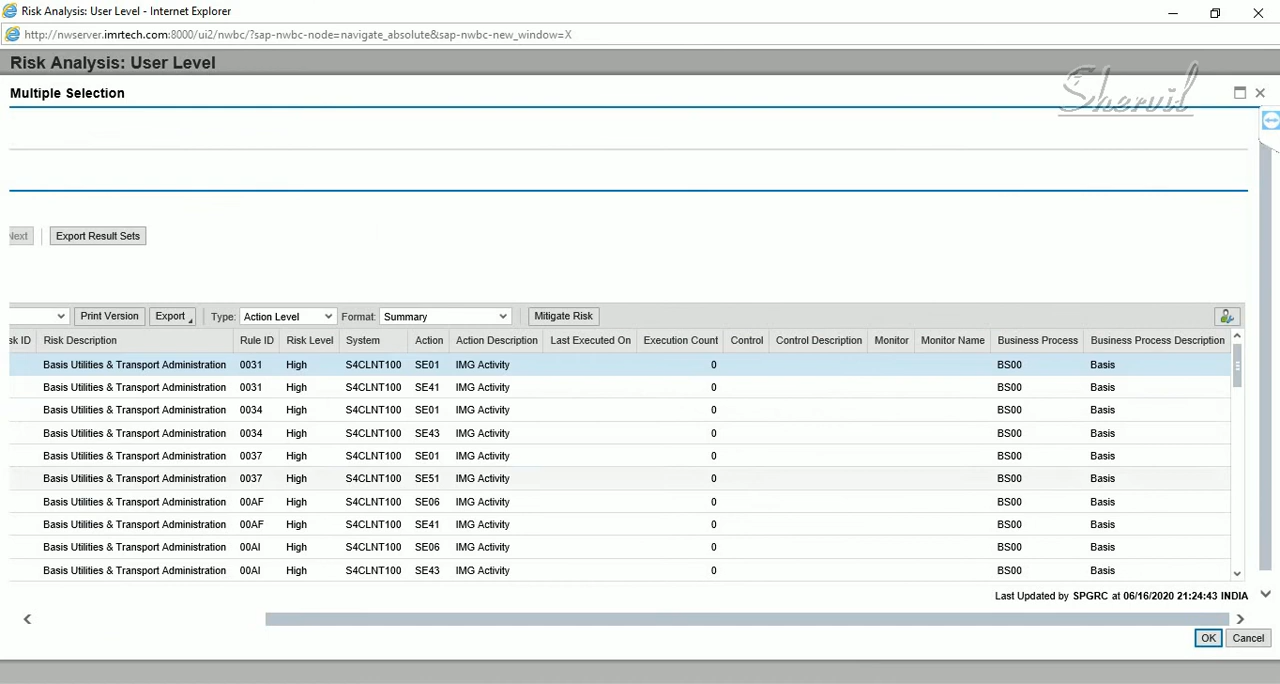 Risk Analysis: User Level - Internet Explorer
http://nwserver.imrtech.com:8000/ui2/nwbc/?sap-nwbc-node=navigate_absolute&sap-nwbc-new_window=X
Risk Analysis: User Level
Shervil
Multiple Selection
Next Export Result Sets
Print Version Export Type: Action Level Format: Summary Mitigate Risk
sk ID Risk Description Rule ID Risk Level System Action Action Description Last Executed On Execution Count Control Control Description Monitor Monitor Name Business Process Business Process Description
Basis Utilities & Transport Administration 0031 High S4CLNT100 SE01 IMG Activity 0 BS00 Basis
Basis Utilities & Transport Administration 0031 High S4CLNT100 SE41 IMG Activity 0 BS00 Basis
Basis Utilities & Transport Administration 0034 High S4CLNT100 SE01 IMG Activity 0 BS00 Basis
Basis Utilities & Transport Administration 0034 High S4CLNT100 SE43 IMG Activity 0 BS00 Basis
Basis Utilities & Transport Administration 0037 High S4CLNT100 SE01 IMG Activity 0 BS00 Basis
Basis Utilities & Transport Administration 0037 High S4CLNT100 SE51 IMG Activity 0 BS00 Basis
Basis Utilities & Transport Administration 00AF High S4CLNT100 SE06 IMG Activity 0 BS00 Basis
Basis Utilities & Transport Administration 00AF High S4CLNT100 SE41 IMG Activity 0 BS00 Basis
Basis Utilities & Transport Administration 00AI High S4CLNT100 SE06 IMG Activity 0 BS00 Basis
Basis Utilities & Transport Administration 00AI High S4CLNT100 SE43 IMG Activity 0 BS00 Basis
Last Updated by SPGRC at 06/16/2020 21:24:43 INDIA
OK Cancel